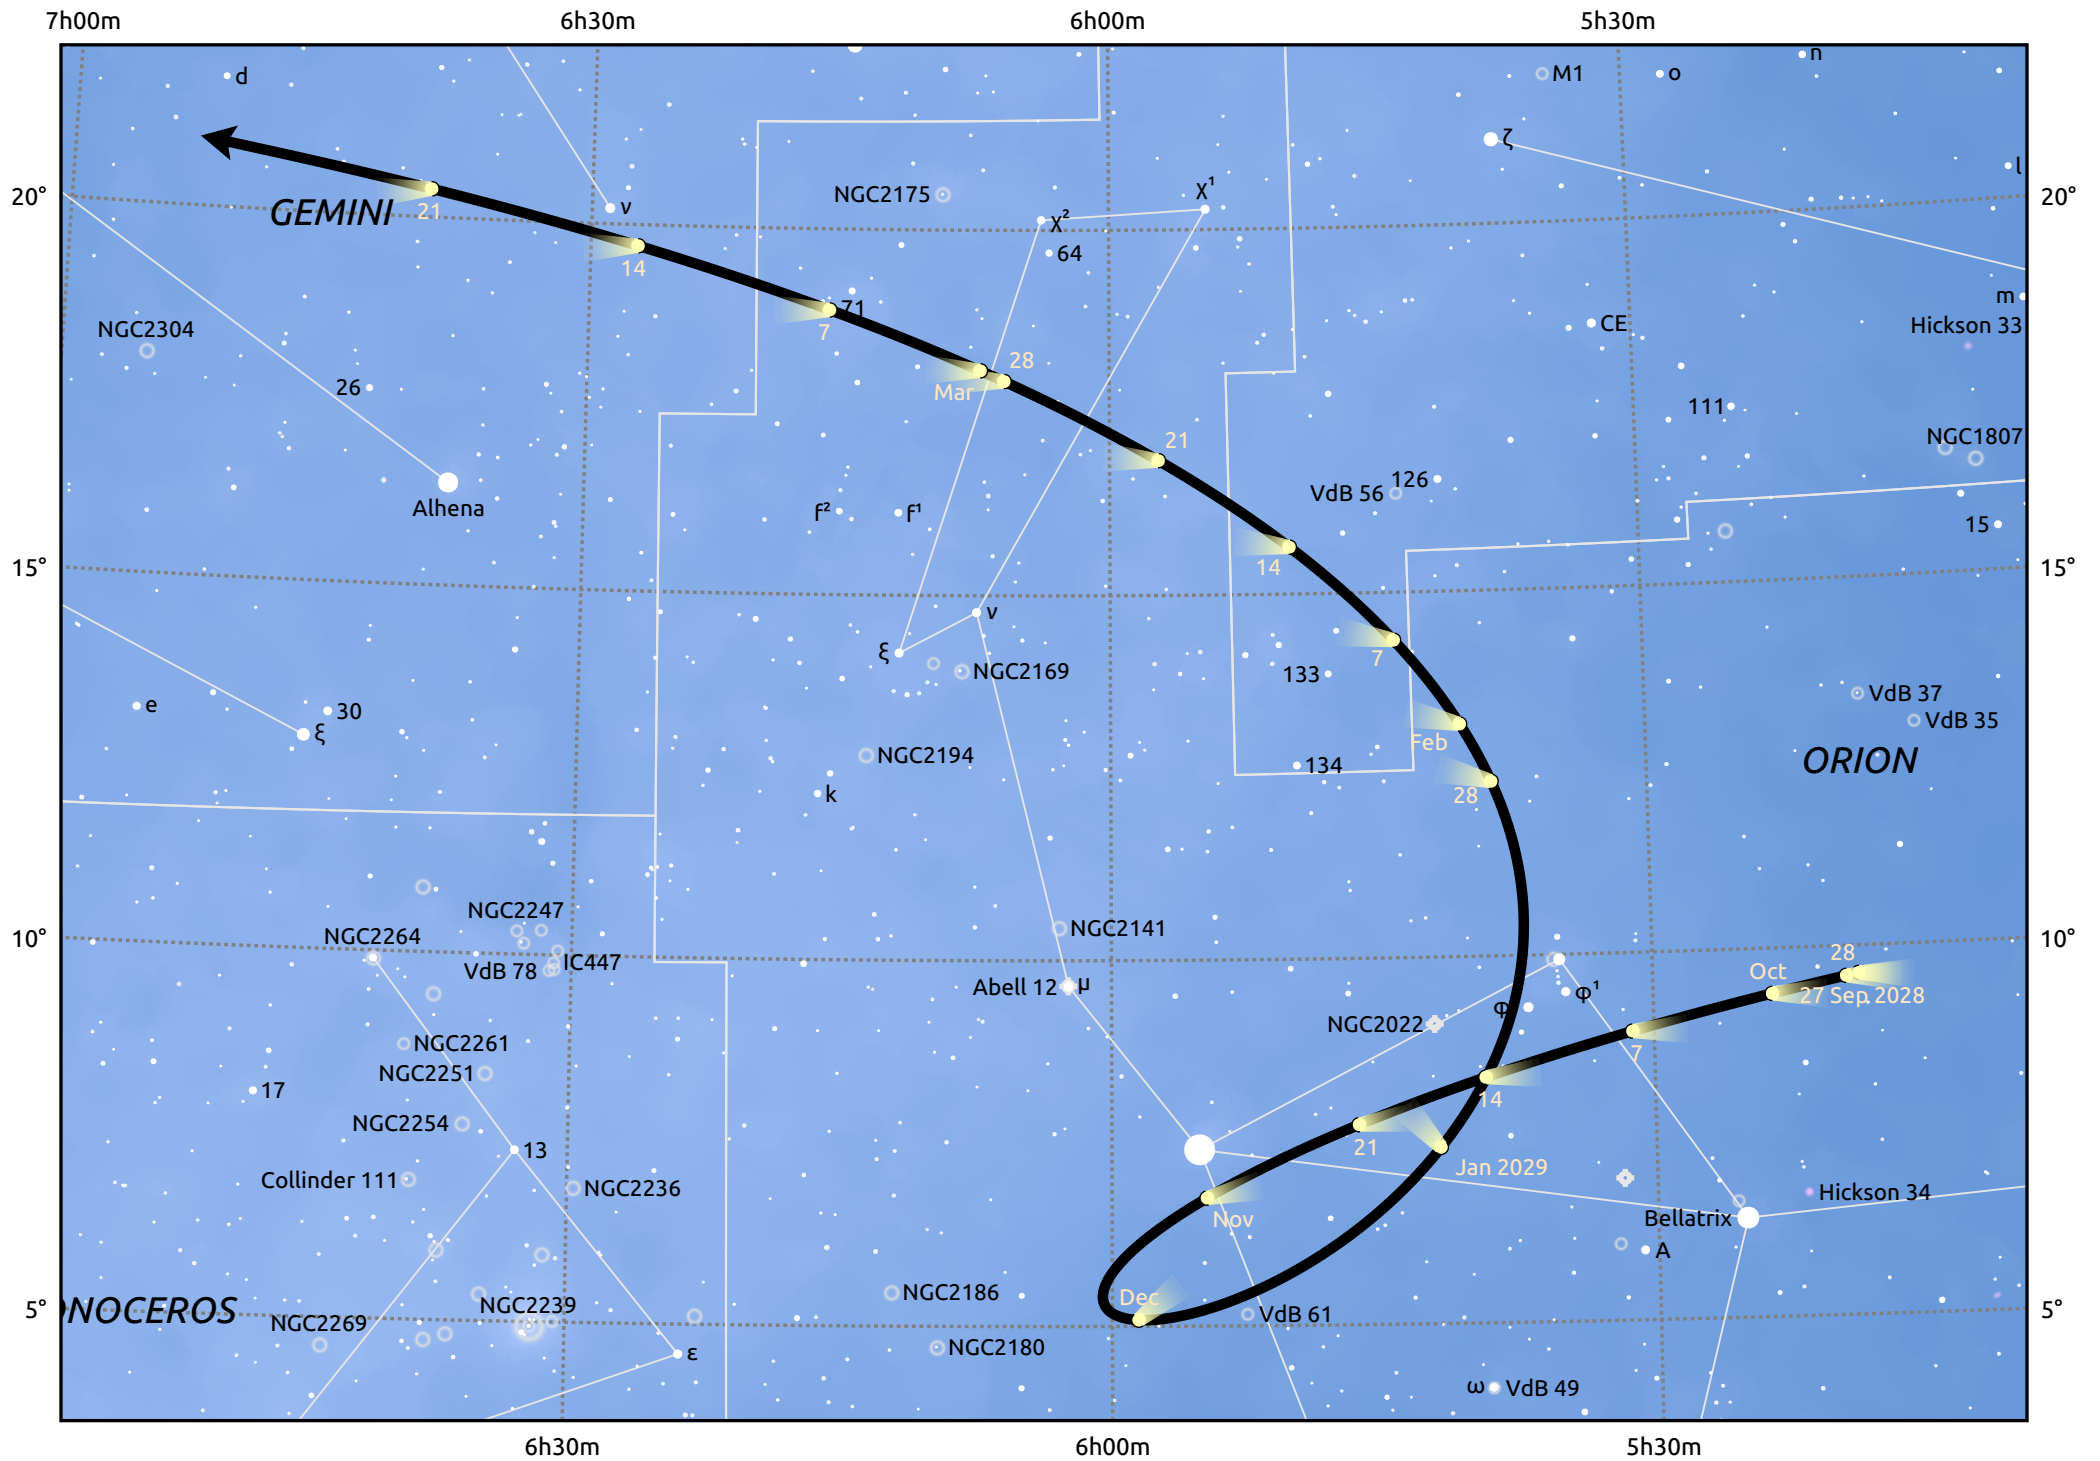 7h00m 6h30m 6h00m 5h30m
d M1 o n
ζ
l
20° GEMINI 21 ν NGC2175 χ¹ 20°
χ²
14 64
m
NGC2304 7 71 CE Hickson 33
28
26 Mar
111
21 NGC1807
Alhena f² f¹ VdB 56 126
15
15° 14 15°
ν
ξ 7
NGC2169 133 VdB 37
e 30 ξ VdB 35
Feb
NGC2194 134 ORION
k 28
NGC2247
NGC2264 NGC2141
10° 10°
VdB 78 IC447 28
Oct
Abell 12 μ φ¹ 27 Sep 2028
φ
NGC2022
NGC2261 7
NGC2251
17 14
NGC2254
13 21
Jan 2029
Collinder 111 NGC2236 Hickson 34
Nov Bellatrix
A
NGC2186 Dec
5° ONOCEROS NGC2239 VdB 61 5°
NGC2269
NGC2180
ε
ω VdB 49
6h30m 6h00m 5h30m